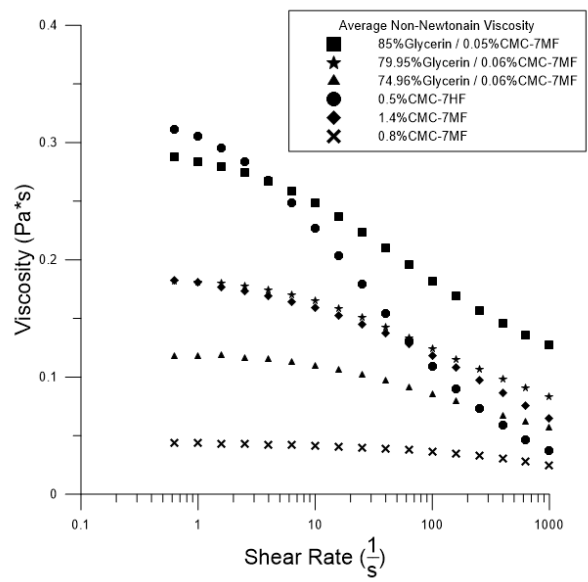 Average Non-Newtonain Viscosity
85%Glycerin / 0.05%CMC-7MF
79.95%Glycerin / 0.06%CMC-7MF
74.96%Glycerin / 0.06%CMC-7MF
0.5%CMC-7HF
1.4%CMC-7MF
0.8%CMC-7MF
0.4
0.3
0.2
0.1
0
Viscosity (Pa*s)
0.1 1 10 100 1000
Shear Rate (1/s)